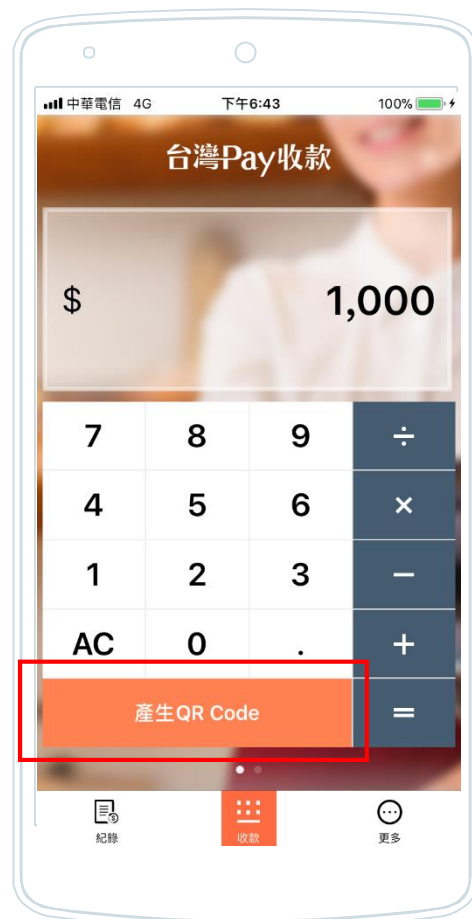 中華電信 4G 下午6:43 100%
台灣Pay收款
$ 1,000
7 8 9 ÷
4 5 6 ×
1 2 3 −
AC 0 . +
產生QR Code =
紀錄 收款 更多